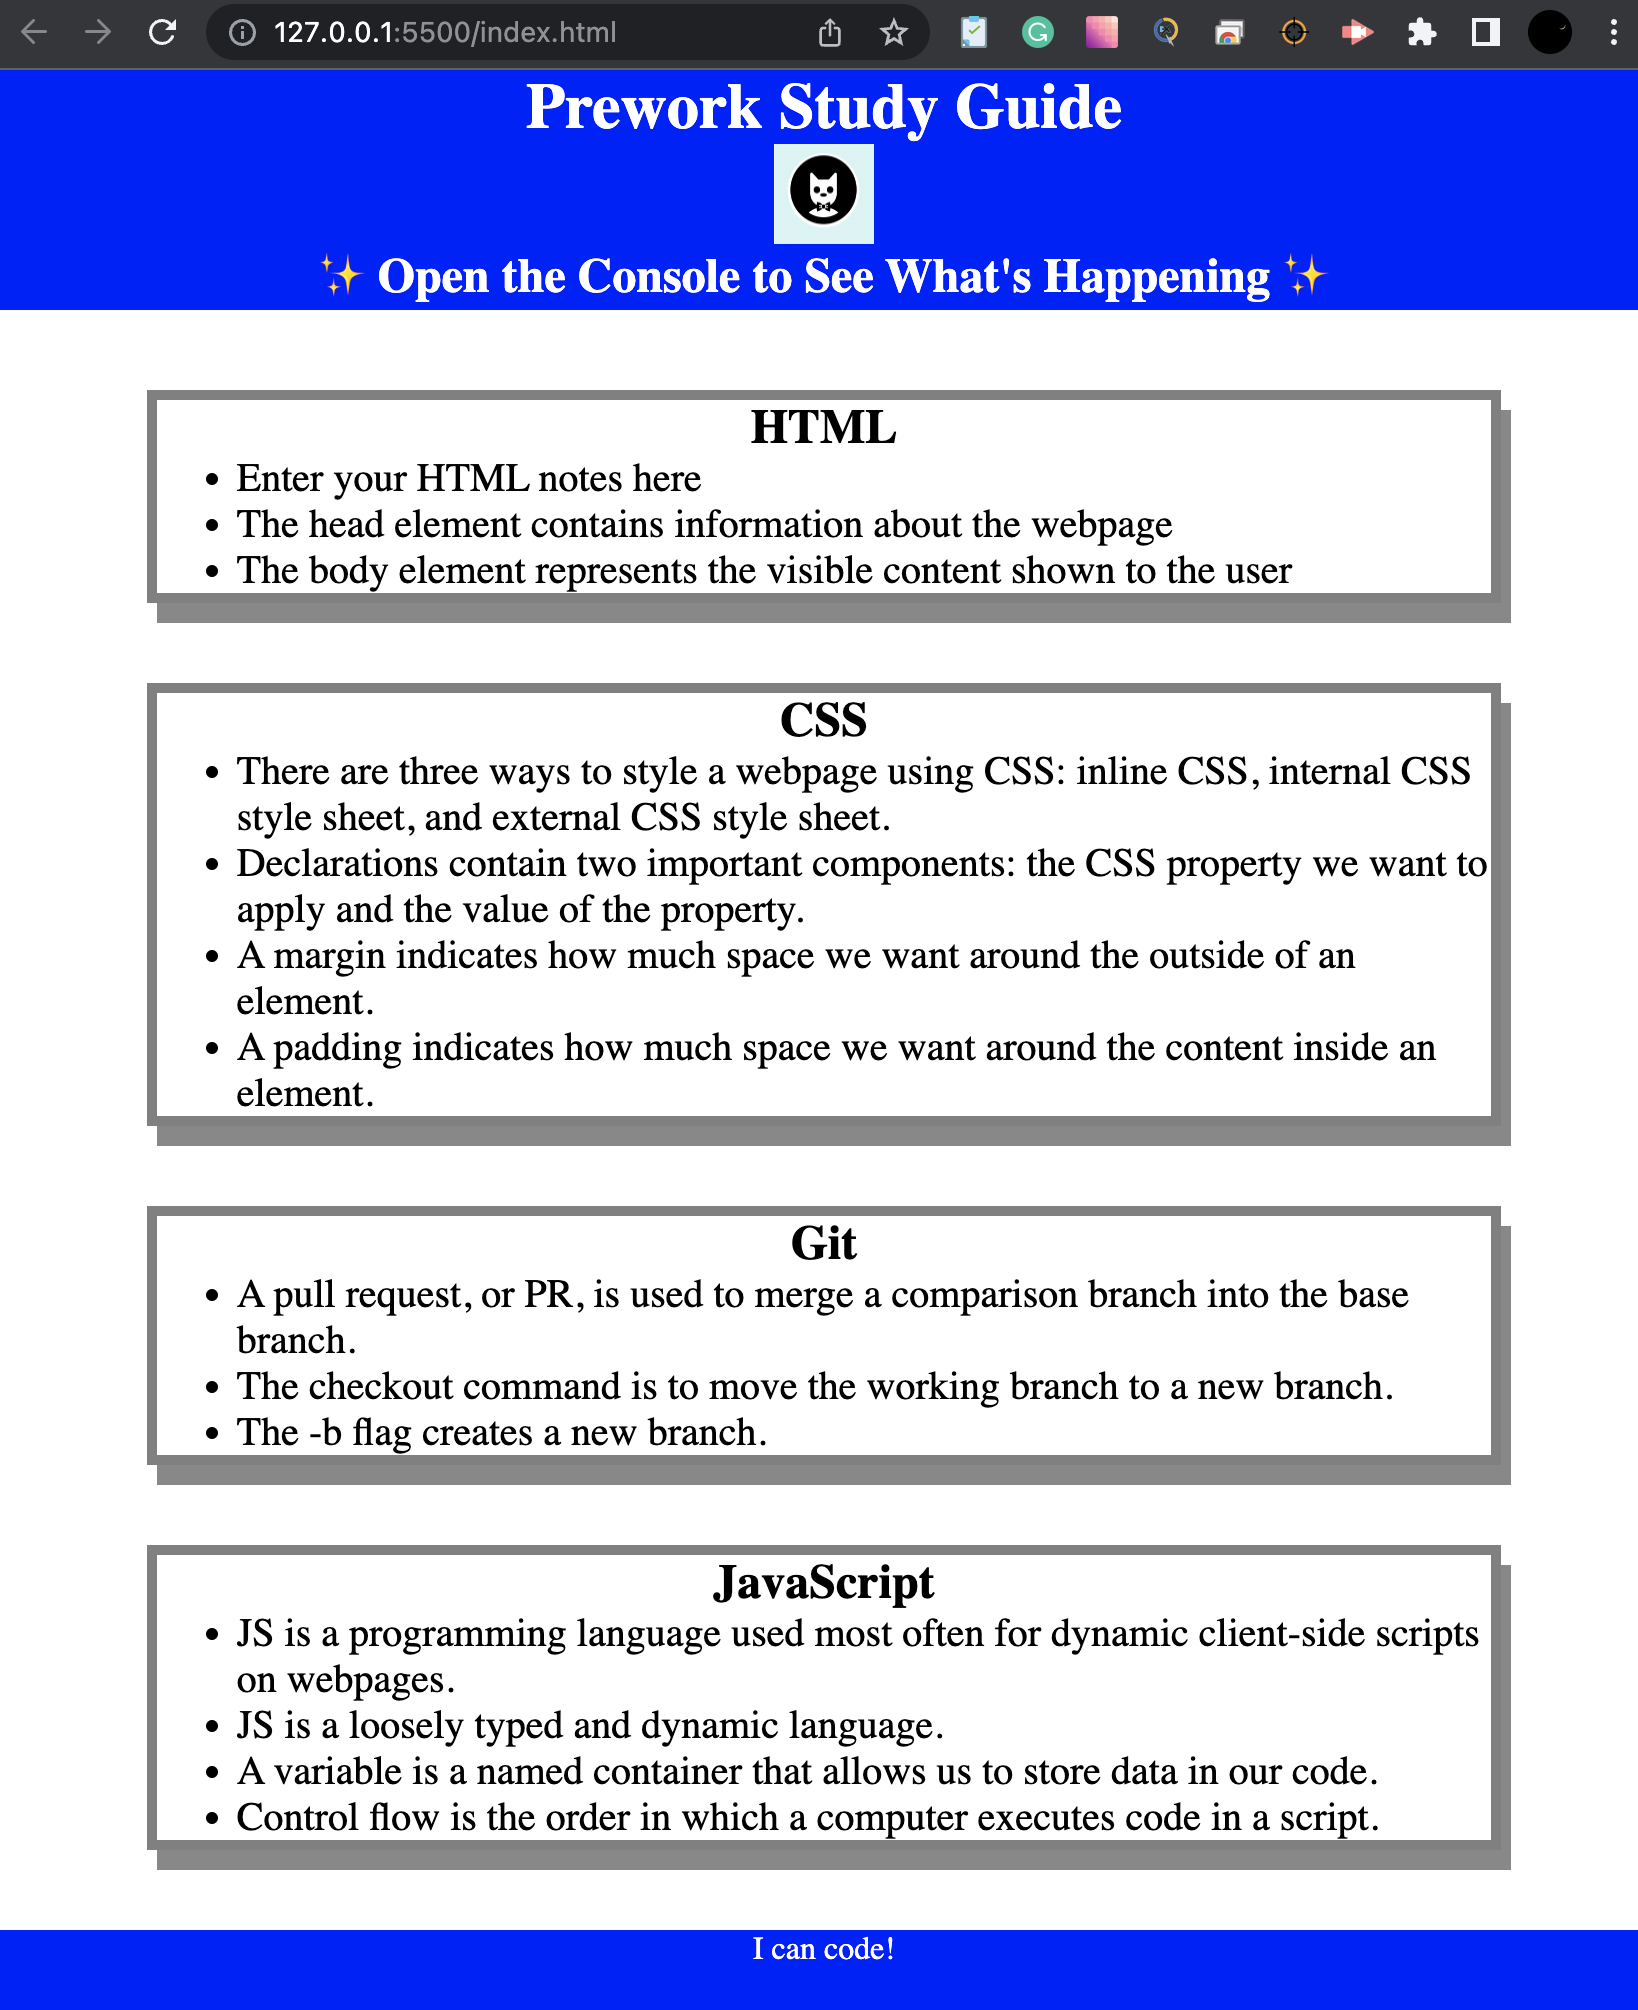 127.0.0.1:5500/index.html
Prework Study Guide
✨ Open the Console to See What's Happening ✨
HTML
• Enter your HTML notes here
• The head element contains information about the webpage
• The body element represents the visible content shown to the user
CSS
• There are three ways to style a webpage using CSS: inline CSS, internal CSS
style sheet, and external CSS style sheet.
• Declarations contain two important components: the CSS property we want to
apply and the value of the property.
• A margin indicates how much space we want around the outside of an
element.
• A padding indicates how much space we want around the content inside an
element.
Git
• A pull request, or PR, is used to merge a comparison branch into the base
branch.
• The checkout command is to move the working branch to a new branch.
• The -b flag creates a new branch.
JavaScript
• JS is a programming language used most often for dynamic client-side scripts
on webpages.
• JS is a loosely typed and dynamic language.
• A variable is a named container that allows us to store data in our code.
• Control flow is the order in which a computer executes code in a script.
I can code!